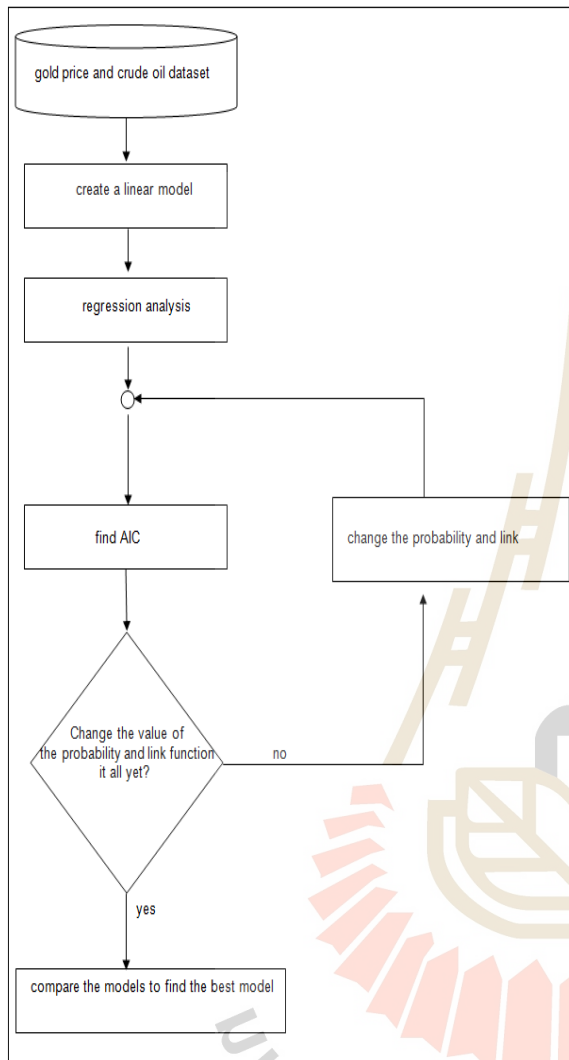 gold price and crude oil dataset
create a linear model
regression analysis
find AIC
change the probability and link
Change the value of
the probability and link function
it all yet?
no
yes
compare the models to find the best model